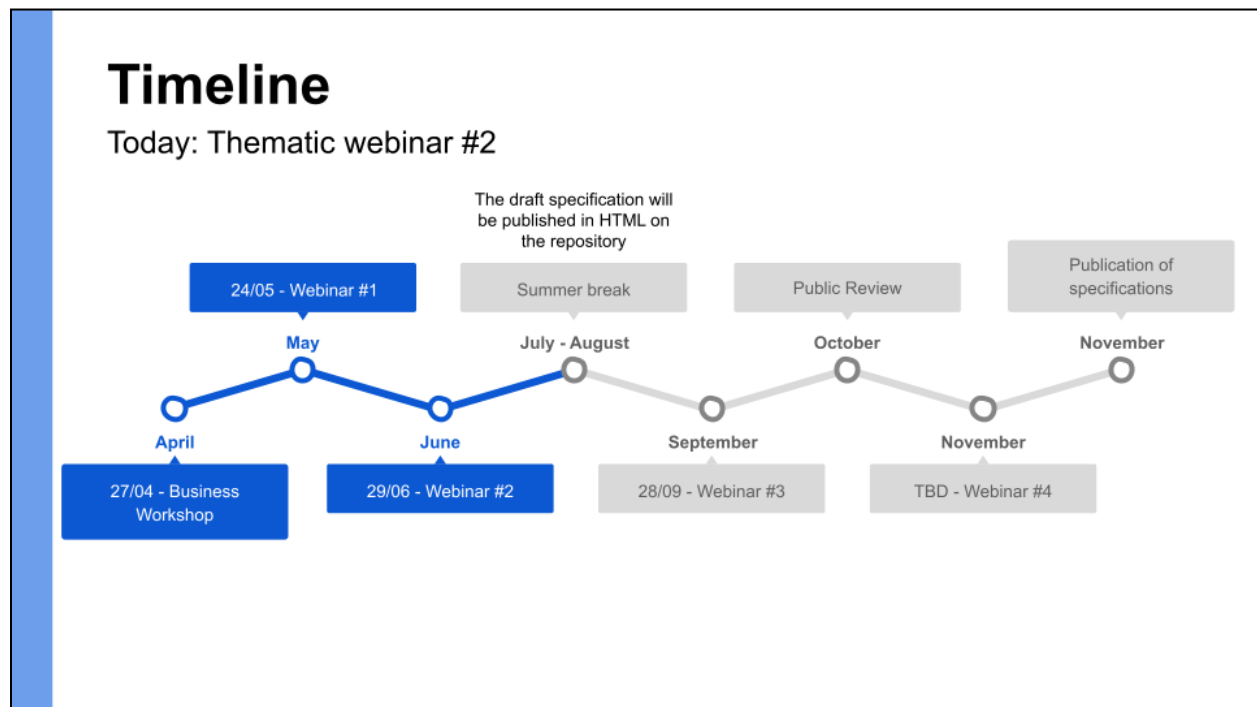 Timeline
Today: Thematic webinar #2
The draft specification will
be published in HTML on
the repository
24/05 - Webinar #1
Summer break
Public Review
Publication of
specifications
May
July - August
October
November
April
June
September
November
27/04 - Business
Workshop
29/06 - Webinar #2
28/09 - Webinar #3
TBD - Webinar #4